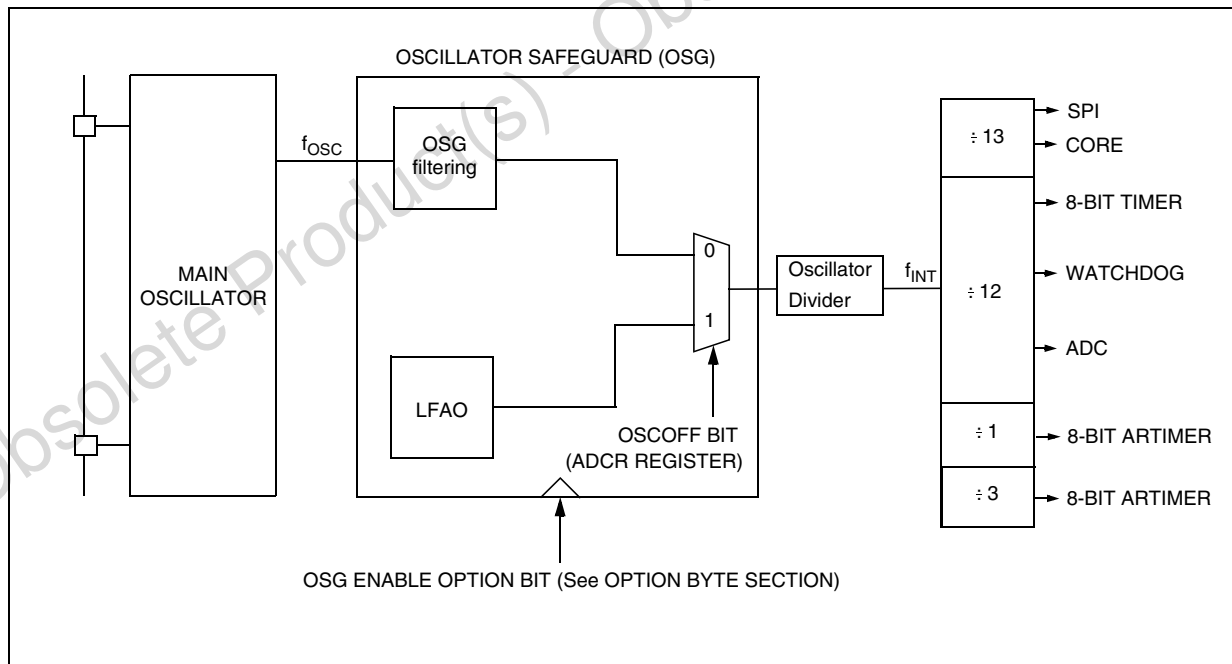 OSCILLATOR SAFEGUARD (OSG)
MAIN
OSCILLATOR
fOSC
OSG
filtering
LFAO
0
1
OSCOFF BIT
(ADCR REGISTER)
OSG ENABLE OPTION BIT (See OPTION BYTE SECTION)
Oscillator
Divider
fINT
÷ 13
÷ 12
÷ 1
÷ 3
SPI
CORE
8-BIT TIMER
WATCHDOG
ADC
8-BIT ARTIMER
8-BIT ARTIMER
Obsolete Product(s) - Obs